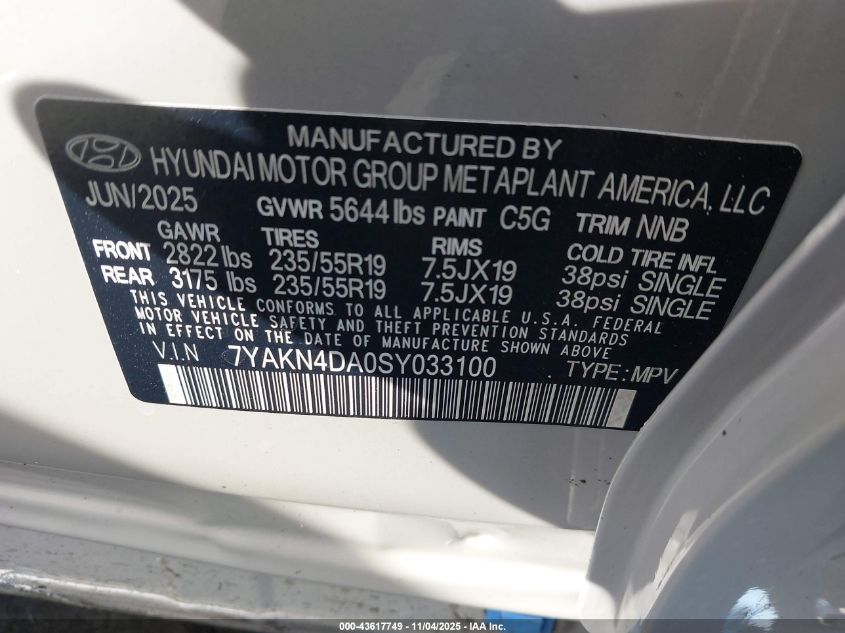 MANUFACTURED BY
HYUNDAI MOTOR GROUP METAPLANT AMERICA, LLC
JUN/2025 GVWR 5644 lbs PAINT C5G TRIM NNB
GAWR TIRES RIMS COLD TIRE INFL
FRONT 2822 lbs 235/55R19 7.5JX19 38psi SINGLE
REAR 3175 lbs 235/55R19 7.5JX19 38psi SINGLE
THIS VEHICLE CONFORMS TO ALL APPLICABLE U.S.A. FEDERAL
MOTOR VEHICLE SAFETY AND THEFT PREVENTION STANDARDS
IN EFFECT ON THE DATE OF MANUFACTURE SHOWN ABOVE.
V.I.N 7YAKN4DA0SY033100 TYPE: MPV
000-43617749 - 11/04/2025 - IAA Inc.